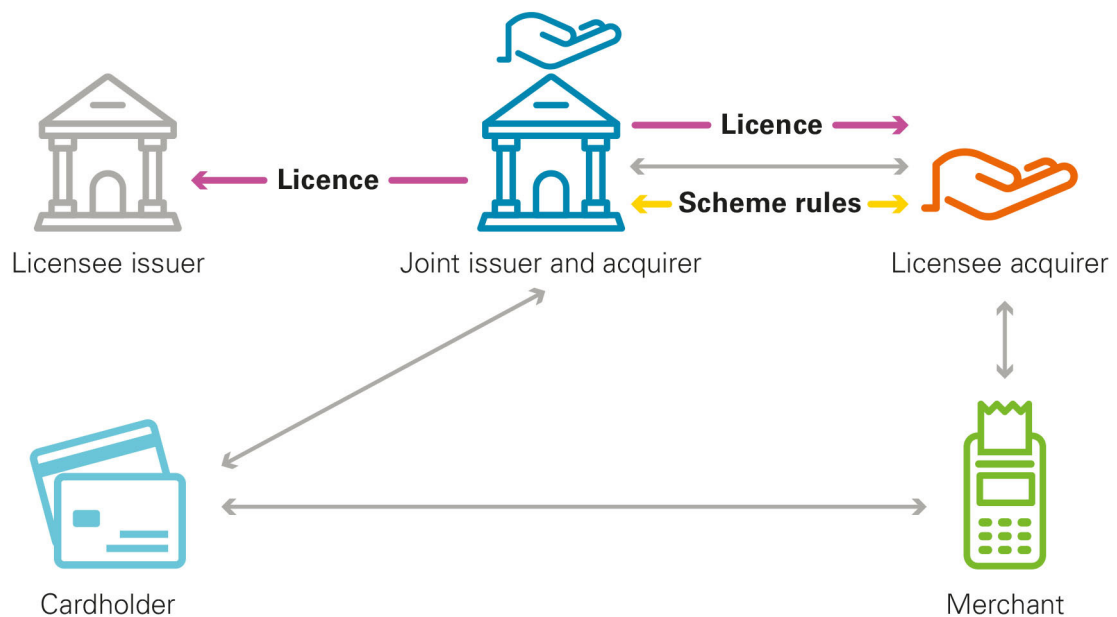 Licence
Licence
Scheme rules
Licensee issuer
Joint issuer and acquirer
Licensee acquirer
Cardholder
Merchant